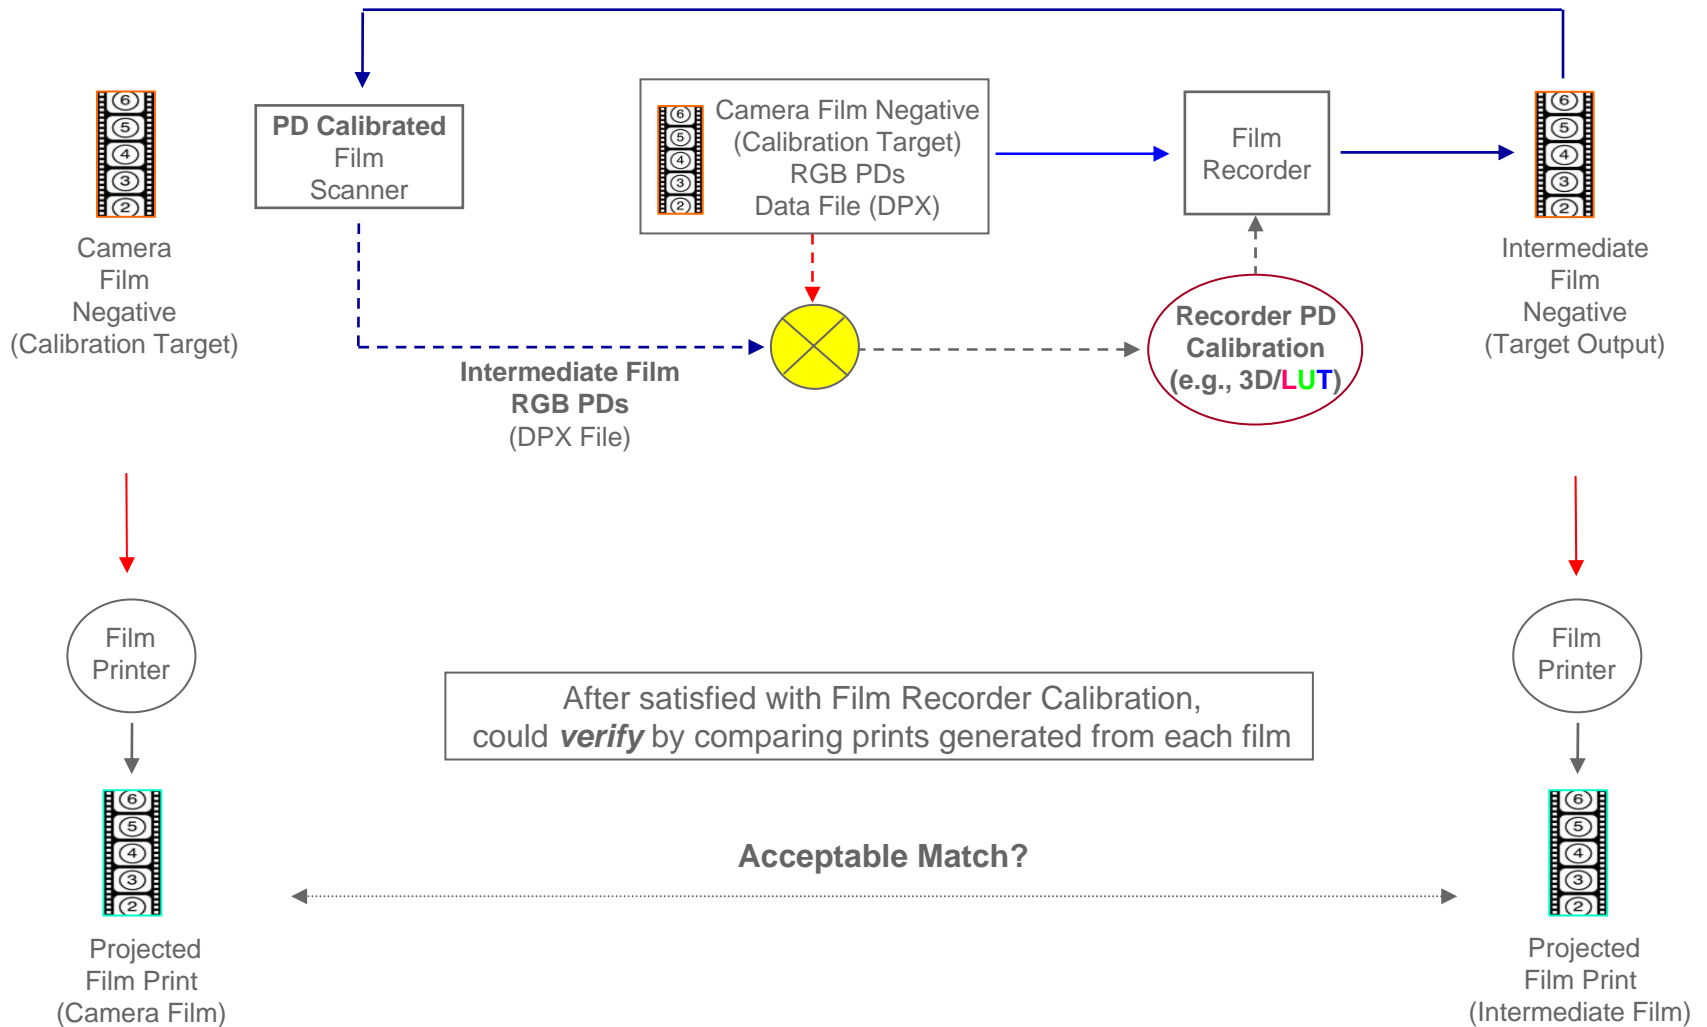 6
5
4
3
2
Camera
Film
Negative
(Calibration Target)
PD Calibrated
Film
Scanner
6
5
4
3
2
Camera Film Negative
(Calibration Target)
RGB PDs
Data File (DPX)
Film
Recorder
6
5
4
3
2
Intermediate
Film
Negative
(Target Output)
Intermediate Film
RGB PDs
(DPX File)
Recorder PD
Calibration
(e.g., 3D/LUT)
Film
Printer
Film
Printer
After satisfied with Film Recorder Calibration,
could verify by comparing prints generated from each film
6
5
4
3
2
Acceptable Match?
6
5
4
3
2
Projected
Film Print
(Camera Film)
Projected
Film Print
(Intermediate Film)